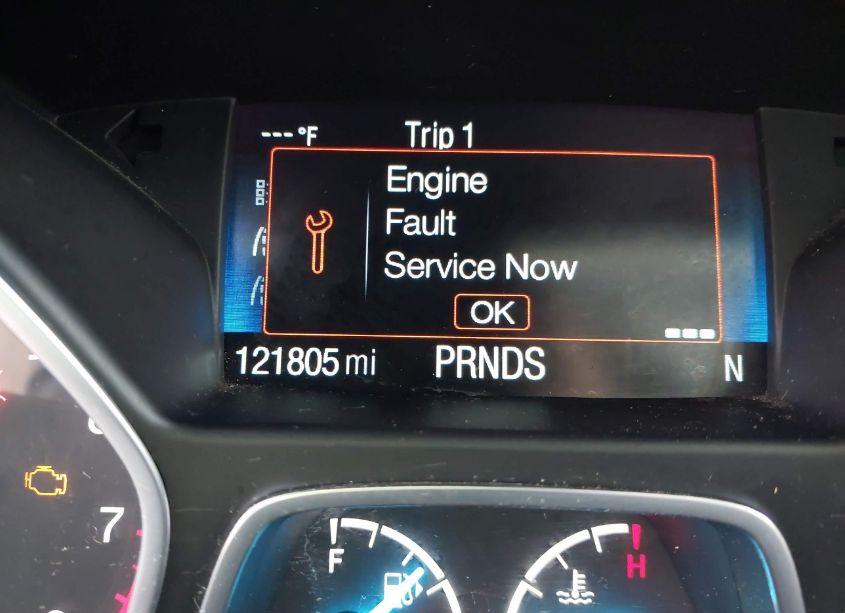 ---°F Trip 1
Engine
Fault
Service Now
OK
121805 mi PRNDS N
7
F H